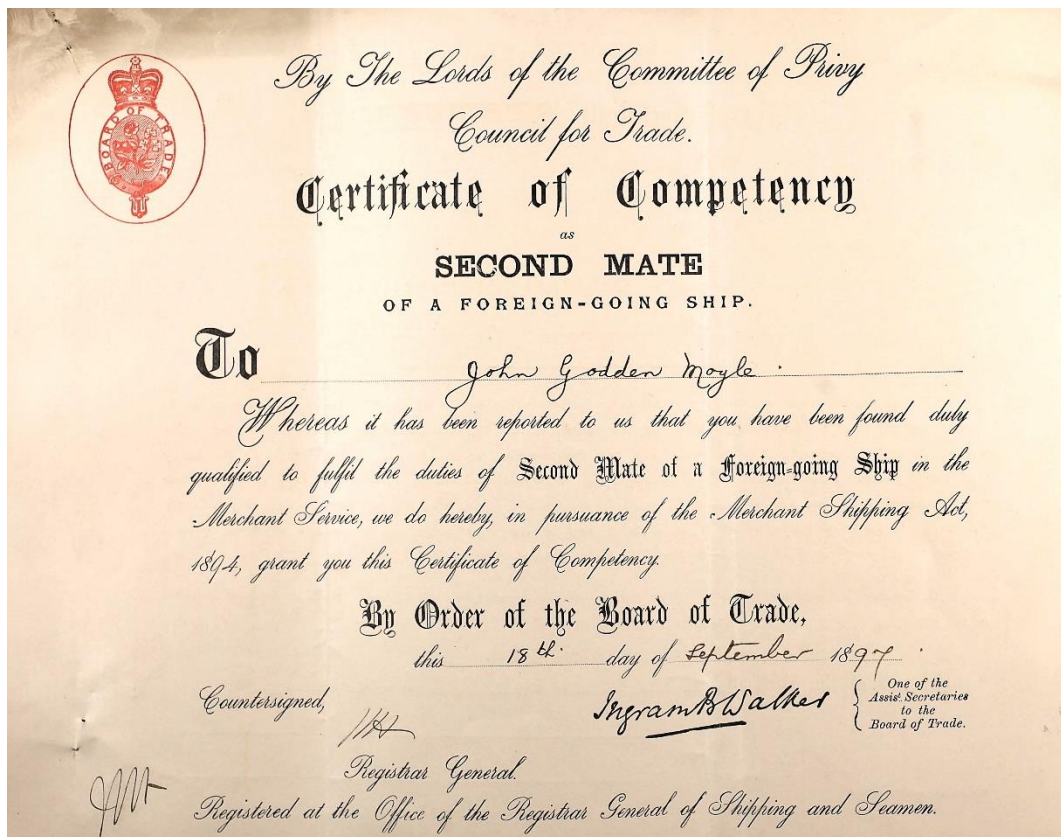 BOARD OF TRADE
By The Lords of the Committee of Privy
Council for Trade.
Certificate of Competency
as
SECOND MATE
OF A FOREIGN-GOING SHIP.
To John Godden Moyle.
Whereas it has been reported to us that you have been found duly
qualified to fulfil the duties of Second Mate of a Foreign-going Ship in the
Merchant Service, we do hereby, in pursuance of the Merchant Shipping Act,
1894, grant you this Certificate of Competency.
By Order of the Board of Trade,
this 18th day of September 1897.
Countersigned,
Ingram B Walker
One of the
Assist. Secretaries
to the
Board of Trade.
Registrar General.
Registered at the Office of the Registrar General of Shipping and Seamen.